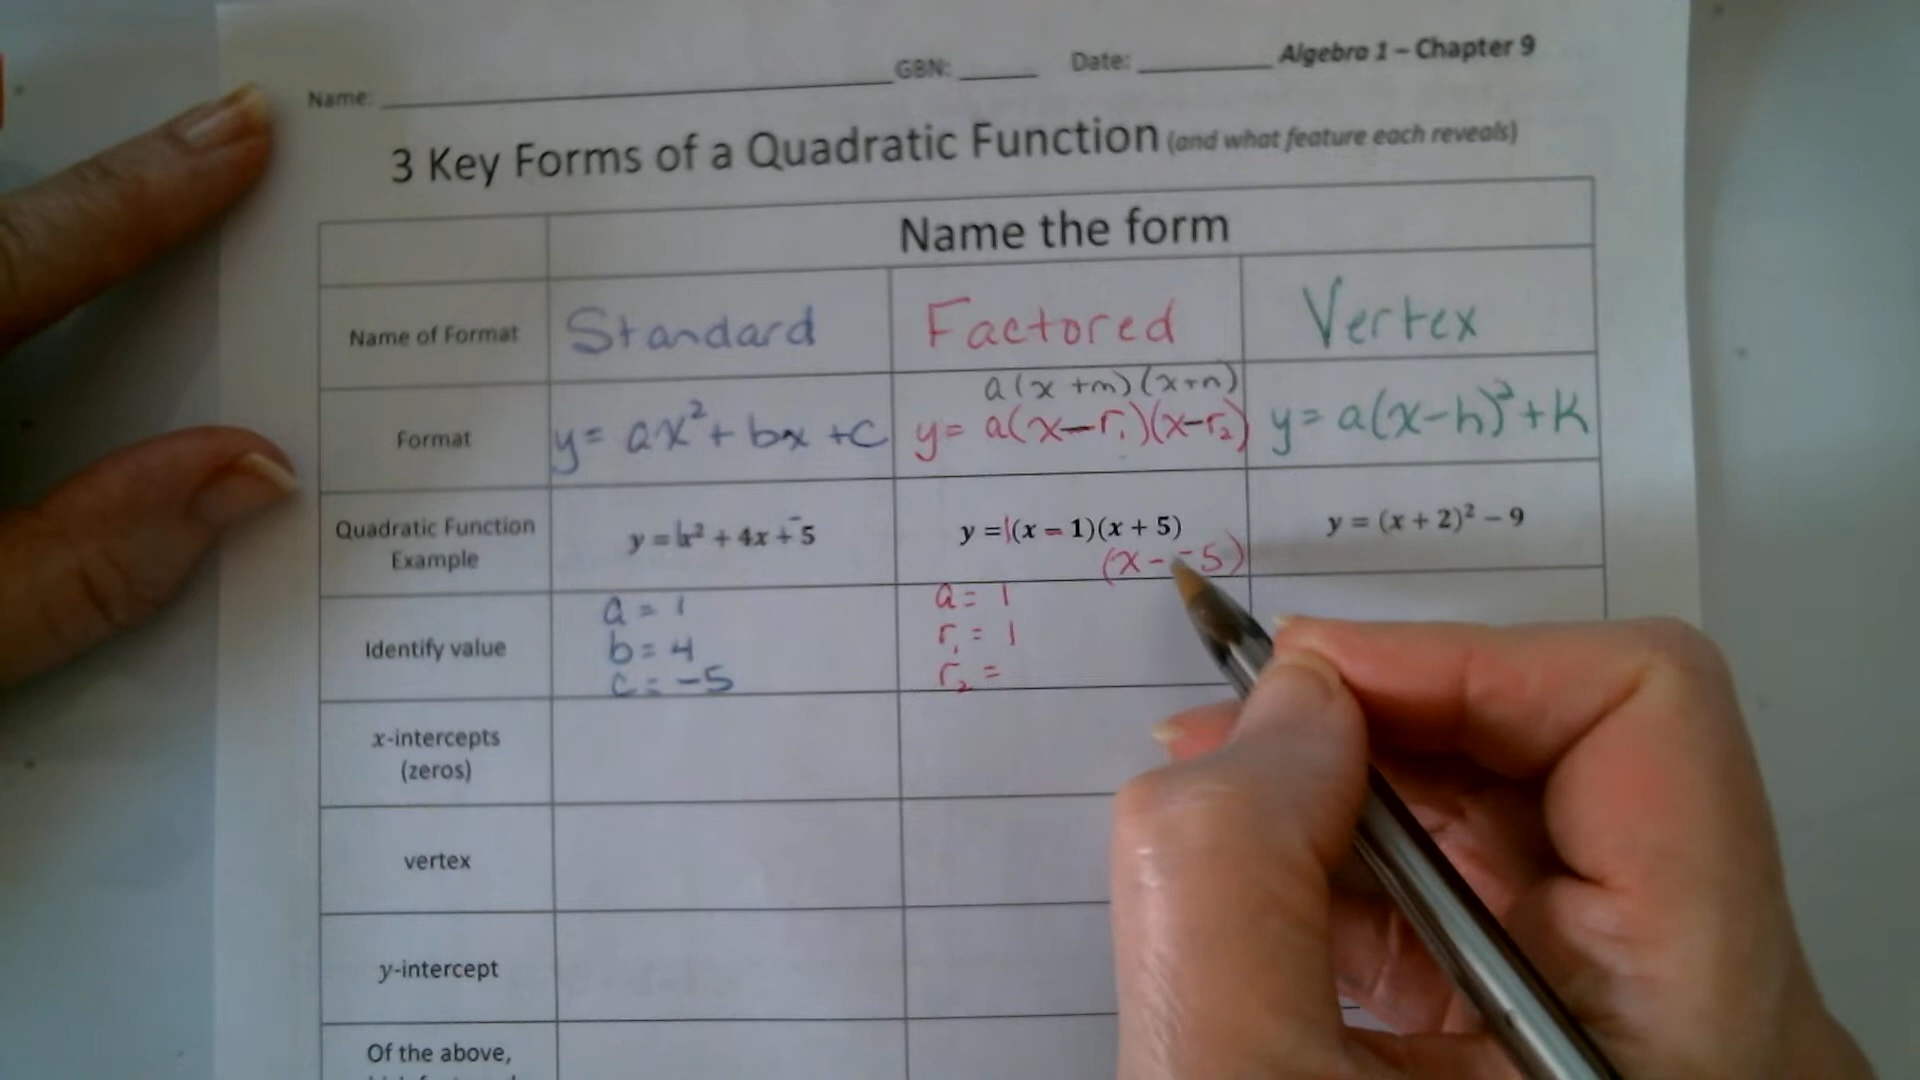 Name: ____ GBN: ____ Date: ____ Algebra 1 – Chapter 9
3 Key Forms of a Quadratic Function (and what feature each reveals)
Name the form
Name of Format Standard Factored Vertex
a(x +m)(x+n)
Format y= ax²+ bx +c y= a(x-r₁)(x-r₂) y= a(x-h)²+k
Quadratic Function
Example
y = 1x² + 4x + -5 y = 1(x – 1)(x + 5) y = (x + 2)² – 9
(x - -5)
Identify value
a = 1
b = 4
c = -5
a = 1
r₁ = 1
r₂ =
x-intercepts
(zeros)
vertex
y-intercept
Of the above,